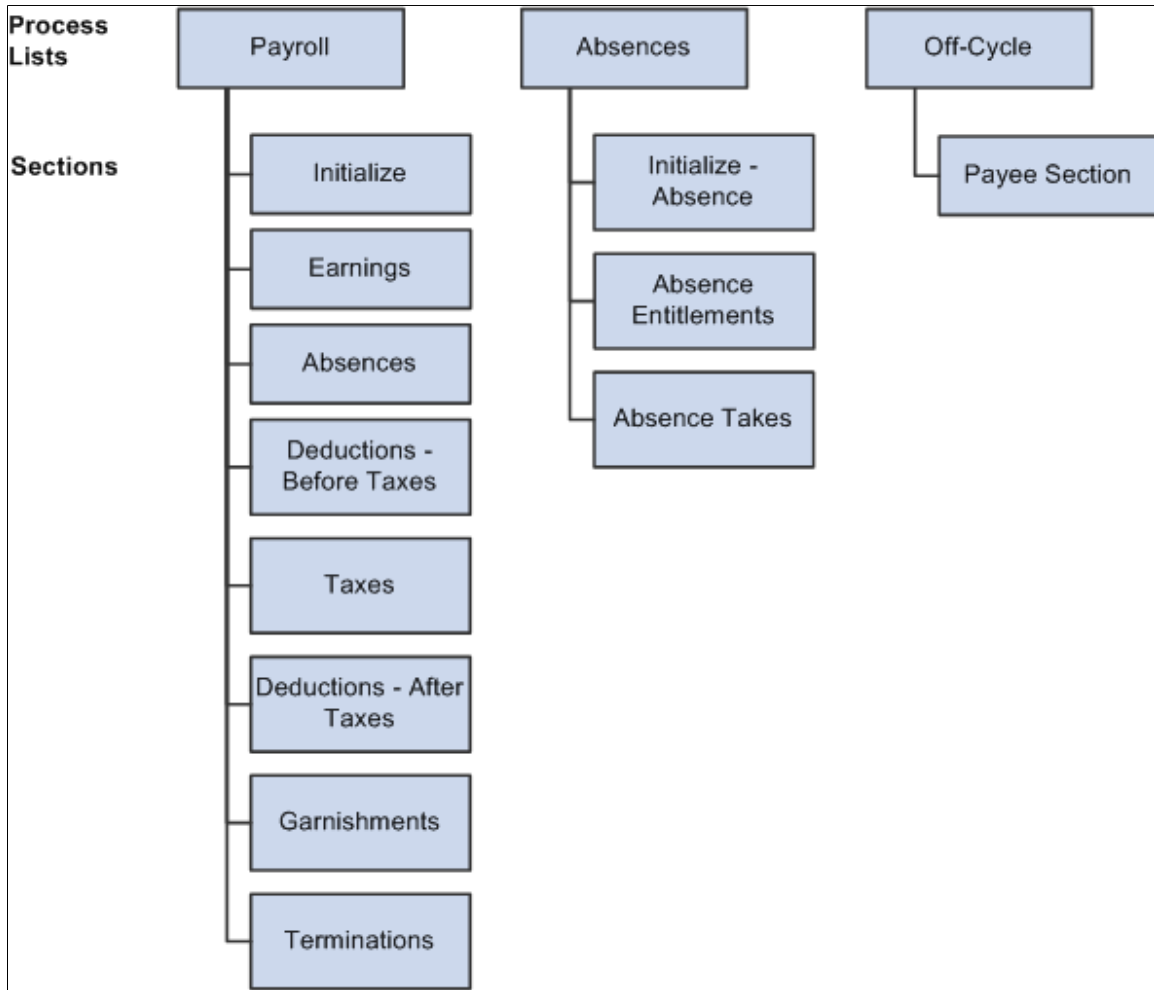 Process
Lists
Payroll
Absences
Off-Cycle
Sections
Initialize
Earnings
Absences
Deductions -
Before Taxes
Taxes
Deductions - After
Taxes
Garnishments
Terminations
Initialize -
Absence
Absence
Entitlements
Absence Takes
Payee Section